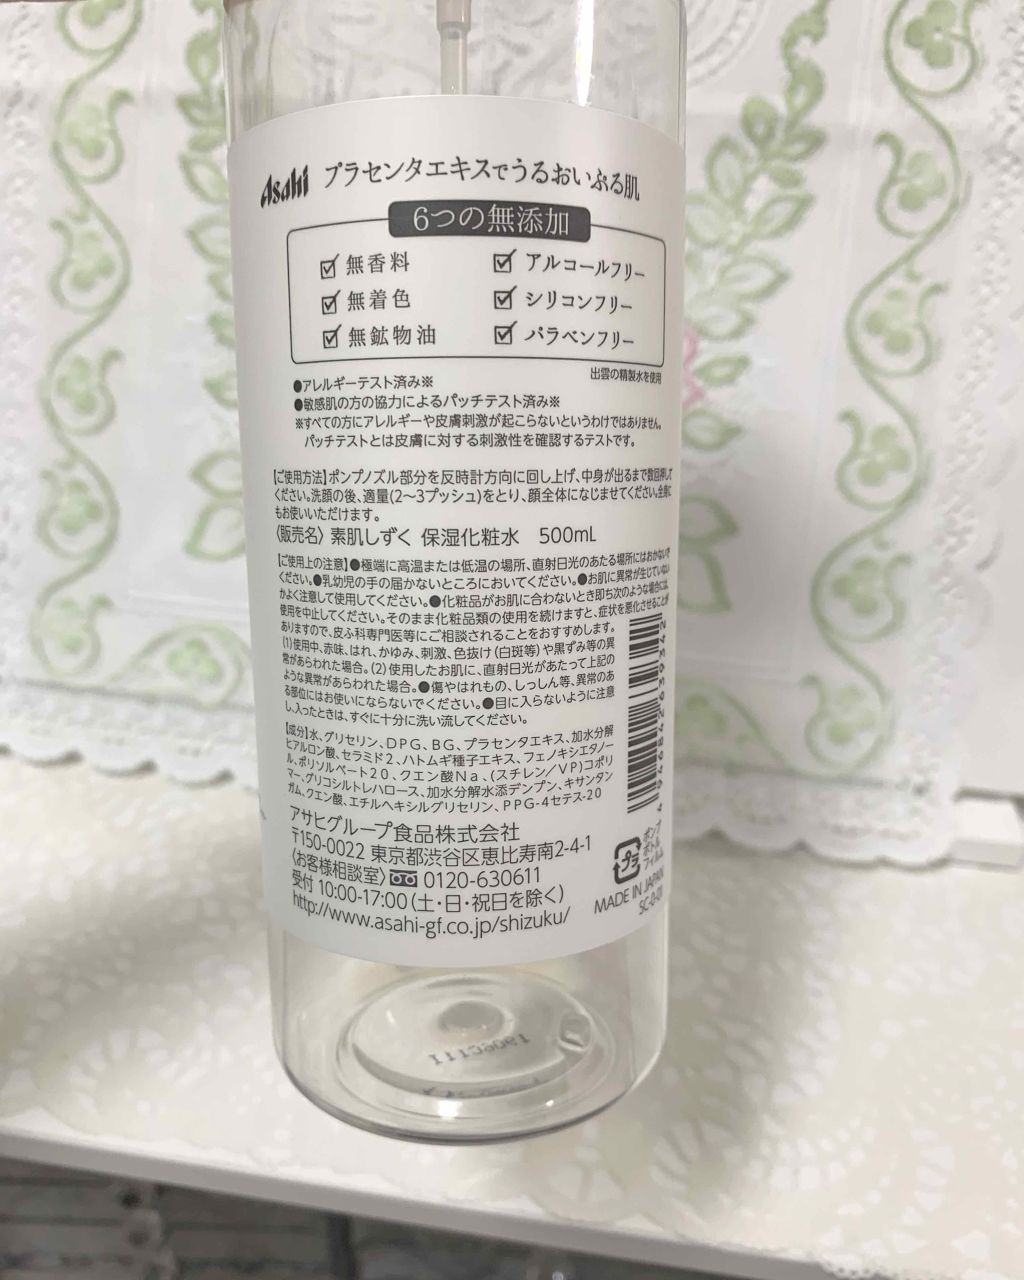 Asahi プラセンタエキスでうるおいぷる肌
6つの無添加
無香料 アルコールフリー
無着色 シリコンフリー
無鉱物油 パラベンフリー
出雲の精製水を使用
●アレルギーテスト済み※
●敏感肌の方の協力によるパッチテスト済み※
※すべての方にアレルギーや皮膚刺激が起こらないというわけではありません。
パッチテストとは皮膚に対する刺激性を確認するテストです。
【ご使用方法】ポンプノズル部分を反時計方向に回し上げ、中身が出るまで数回押して
ください。洗顔の後、適量(2〜3プッシュ)をとり、顔全体になじませてください。全身に
もお使いいただけます。
〈販売名〉 素肌しずく 保湿化粧水 500mL
【ご使用上の注意】●極端に高温または低温の場所、直射日光のあたる場所にはおかないで
ください。●乳幼児の手の届かないところにおいてください。●お肌に異常が生じていない
かよく注意して使用してください。●化粧品がお肌に合わないとき即ち次のような場合には、
使用を中止してください。そのまま化粧品類の使用を続けますと、症状を悪化させることが
ありますので、皮ふ科専門医等にご相談されることをおすすめします。
(1)使用中、赤味、はれ、かゆみ、刺激、色抜け(白斑等)や黒ずみ等の異
常があらわれた場合。(2)使用したお肌に、直射日光があたって上記の
ような異常があらわれた場合。●傷やはれもの、しっしん等、異常のあ
る部位にはお使いにならないでください。●目に入らないように注意
し、入ったときは、すぐに十分に洗い流してください。
【成分】水、グリセリン、DPG、BG、プラセンタエキス、加水分解
ヒアルロン酸、セラミド2、ハトムギ種子エキス、フェノキシエタノー
ル、ポリソルベート20、クエン酸Na、(スチレン/VP)コポリ
マー、グリコシルトレハロース、加水分解水添デンプン、キサンタン
ガム、クエン酸、エチルヘキシルグリセリン、PPG-4セテス-20
アサヒグループ食品株式会社
〒150-0022 東京都渋谷区恵比寿南2-4-1
〈お客様相談室〉 0120-630611
受付 10:00-17:00(土・日・祝日を除く)
http://www.asahi-gf.co.jp/shizuku/
プラ
ポンプ
ボトル
フィルム
MADE IN JAPAN